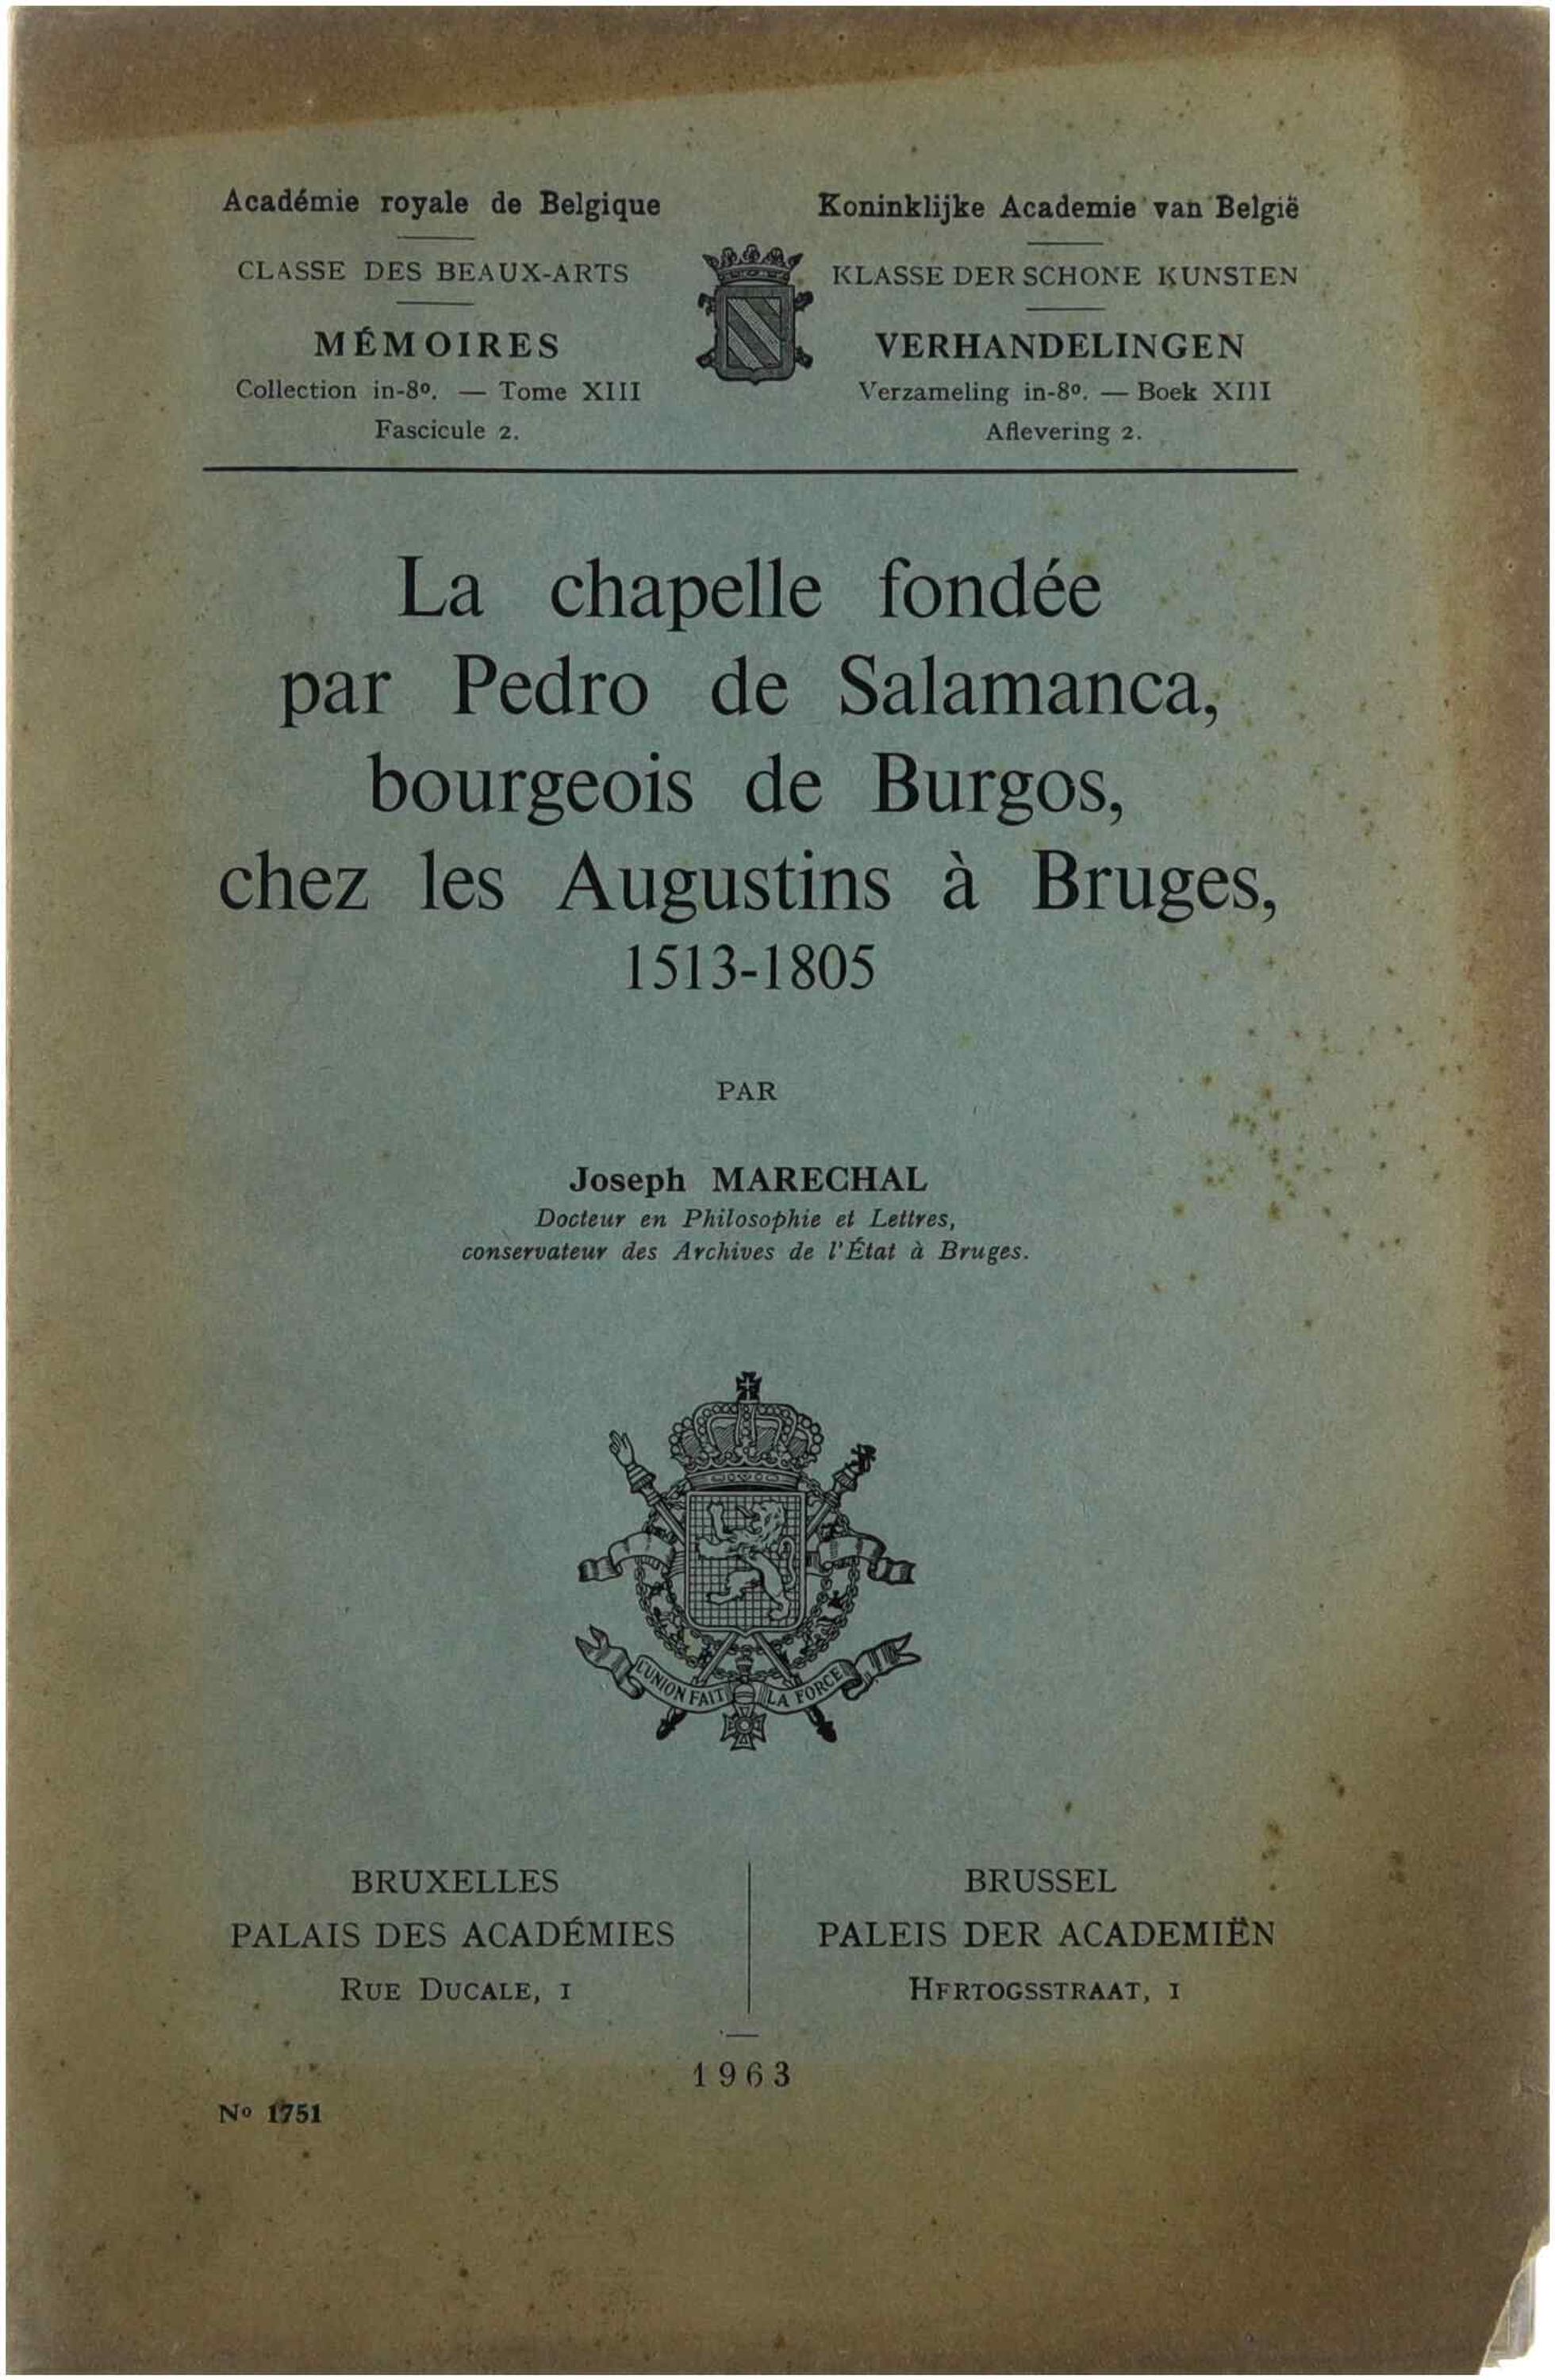 Académie royale de Belgique
CLASSE DES BEAUX-ARTS
MÉMOIRES
Collection in-8º. — Tome XIII
Fascicule 2.
Koninklijke Academie van België
KLASSE DER SCHONE KUNSTEN
VERHANDELINGEN
Verzameling in-8º. — Boek XIII
Aflevering 2.
La chapelle fondée
par Pedro de Salamanca,
bourgeois de Burgos,
chez les Augustins à Bruges,
1513-1805
PAR
Joseph MARECHAL
Docteur en Philosophie et Lettres,
conservateur des Archives de l'État à Bruges.
L'UNION FAIT LA FORCE
BRUXELLES
PALAIS DES ACADÉMIES
RUE DUCALE, 1
BRUSSEL
PALEIS DER ACADEMIËN
HERTOGSSTRAAT, 1
1963
Nº 1751